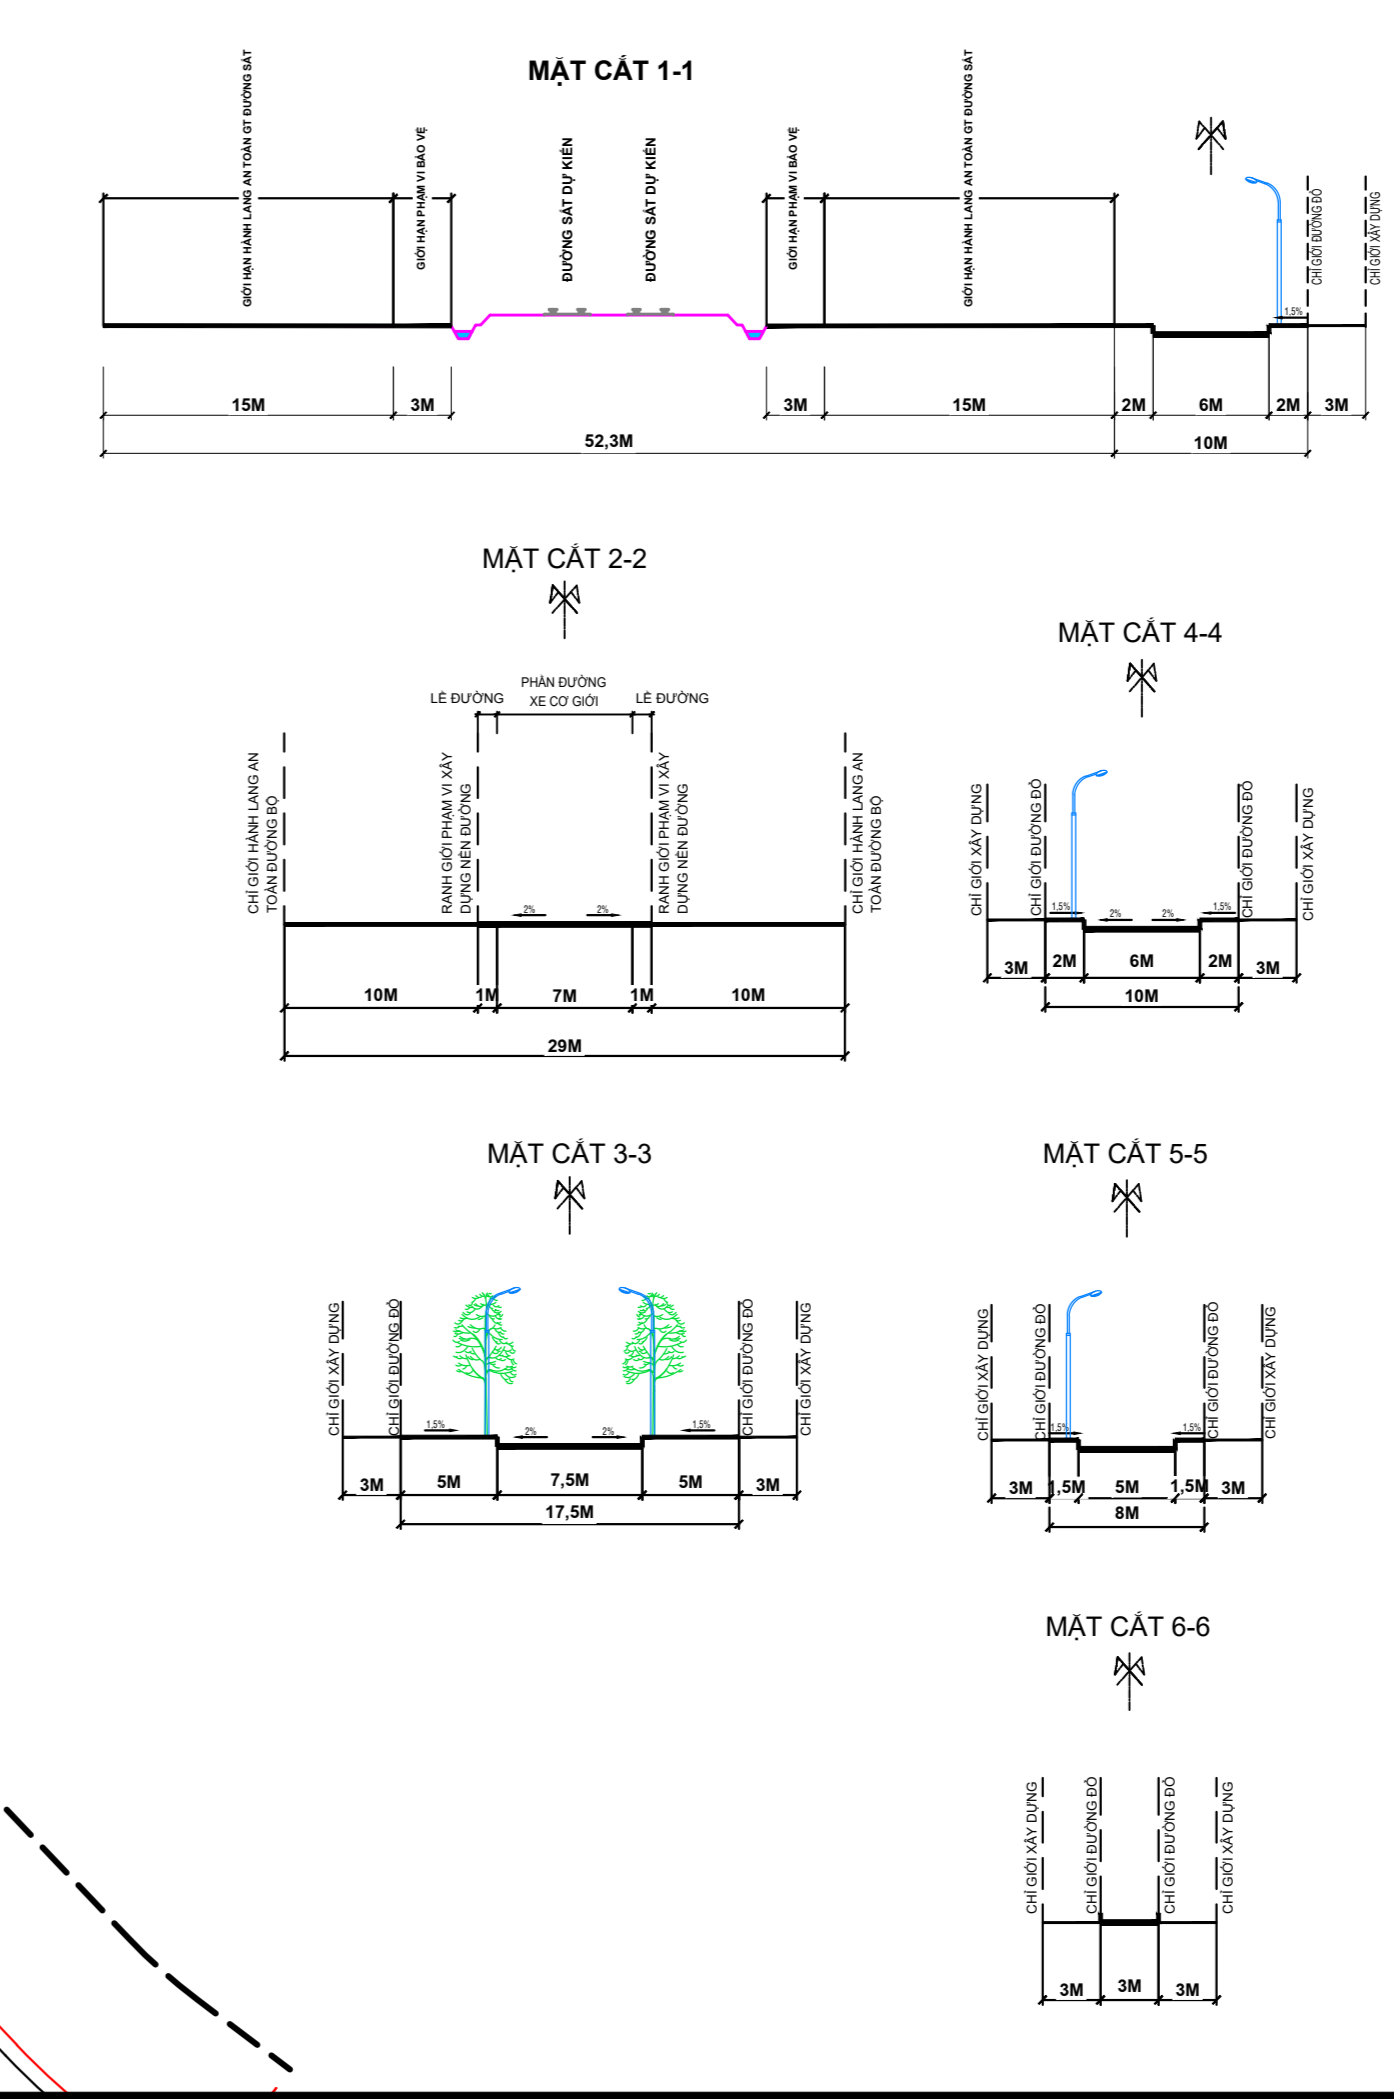 MẶT CẮT 1-1
GIỚI HẠN HÀNH LANG AN TOÀN GT ĐƯỜNG SẮT
GIỚI HẠN PHẠM VI BẢO VỆ
ĐƯỜNG SẮT DỰ KIẾN
ĐƯỜNG SẮT DỰ KIẾN
GIỚI HẠN PHẠM VI BẢO VỆ
GIỚI HẠN HÀNH LANG AN TOÀN GT ĐƯỜNG SẮT
CHỈ GIỚI ĐƯỜNG ĐỎ
CHỈ GIỚI XÂY DỰNG
1,5%
15M 3M 3M 15M 2M 6M 2M 3M
52,3M 10M
MẶT CẮT 2-2
LỀ ĐƯỜNG
PHẦN ĐƯỜNG
XE CƠ GIỚI
LỀ ĐƯỜNG
CHỈ GIỚI HÀNH LANG AN
TOÀN ĐƯỜNG BỘ
RANH GIỚI PHẠM VI XÂY
DỰNG NỀN ĐƯỜNG
RANH GIỚI PHẠM VI XÂY
DỰNG NỀN ĐƯỜNG
CHỈ GIỚI HÀNH LANG AN
TOÀN ĐƯỜNG BỘ
2% 2%
10M 1M 7M 1M 10M
29M
MẶT CẮT 4-4
CHỈ GIỚI XÂY DỰNG
CHỈ GIỚI ĐƯỜNG ĐỎ
CHỈ GIỚI ĐƯỜNG ĐỎ
CHỈ GIỚI XÂY DỰNG
1,5% 2% 2% 1,5%
3M 2M 6M 2M 3M
10M
MẶT CẮT 3-3
CHỈ GIỚI XÂY DỰNG
CHỈ GIỚI ĐƯỜNG ĐỎ
CHỈ GIỚI ĐƯỜNG ĐỎ
CHỈ GIỚI XÂY DỰNG
1,5% 2% 2% 1,5%
3M 5M 7,5M 5M 3M
17,5M
MẶT CẮT 5-5
CHỈ GIỚI XÂY DỰNG
CHỈ GIỚI ĐƯỜNG ĐỎ
CHỈ GIỚI ĐƯỜNG ĐỎ
CHỈ GIỚI XÂY DỰNG
1,5% 1,5%
3M 1,5M 5M 1,5M 3M
8M
MẶT CẮT 6-6
CHỈ GIỚI XÂY DỰNG
CHỈ GIỚI ĐƯỜNG ĐỎ
CHỈ GIỚI ĐƯỜNG ĐỎ
CHỈ GIỚI XÂY DỰNG
3M 3M 3M